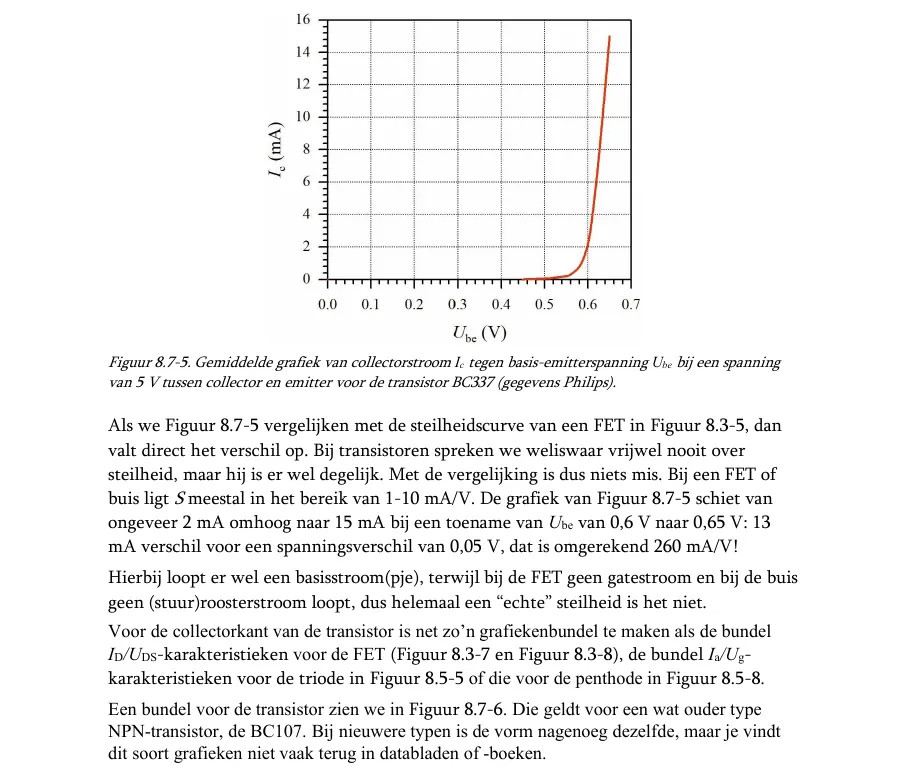 16
14
12
10
8
6
4
2
0
I_c (mA)
0.0 0.1 0.2 0.3 0.4 0.5 0.6 0.7
U_be (V)
Figuur 8.7-5. Gemiddelde grafiek van collectorstroom I_c tegen basis-emitterspanning U_be bij een spanning
van 5 V tussen collector en emitter voor de transistor BC337 (gegevens Philips).
Als we Figuur 8.7-5 vergelijken met de steilheidscurve van een FET in Figuur 8.3-5, dan
valt direct het verschil op. Bij transistoren spreken we weliswaar vrijwel nooit over
steilheid, maar hij is er wel degelijk. Met de vergelijking is dus niets mis. Bij een FET of
buis ligt S meestal in het bereik van 1-10 mA/V. De grafiek van Figuur 8.7-5 schiet van
ongeveer 2 mA omhoog naar 15 mA bij een toename van U_be van 0,6 V naar 0,65 V: 13
mA verschil voor een spanningsverschil van 0,05 V, dat is omgerekend 260 mA/V!
Hierbij loopt er wel een basisstroom(pje), terwijl bij de FET geen gatestroom en bij de buis
geen (stuur)roosterstroom loopt, dus helemaal een “echte” steilheid is het niet.
Voor de collectorkant van de transistor is net zo’n grafiekenbundel te maken als de bundel
I_D/U_DS-karakteristieken voor de FET (Figuur 8.3-7 en Figuur 8.3-8), de bundel I_a/U_g-
karakteristieken voor de triode in Figuur 8.5-5 of die voor de penthode in Figuur 8.5-8.
Een bundel voor de transistor zien we in Figuur 8.7-6. Die geldt voor een wat ouder type
NPN-transistor, de BC107. Bij nieuwere typen is de vorm nagenoeg dezelfde, maar je vindt
dit soort grafieken niet vaak terug in databladen of -boeken.